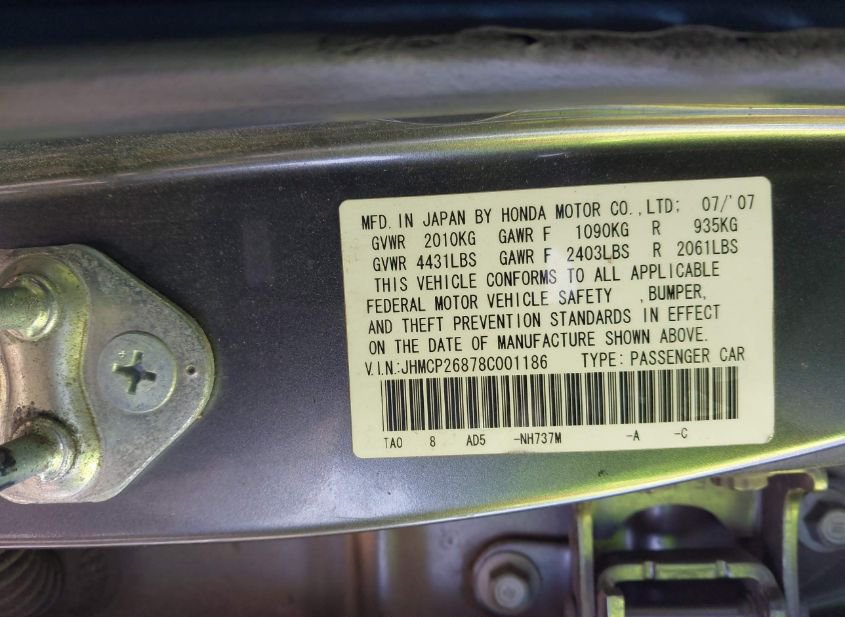 MFD. IN JAPAN BY HONDA MOTOR CO.,LTD; 07/'07
GVWR 2010KG GAWR F 1090KG R 935KG
GVWR 4431LBS GAWR F 2403LBS R 2061LBS
THIS VEHICLE CONFORMS TO ALL APPLICABLE
FEDERAL MOTOR VEHICLE SAFETY ,BUMPER,
AND THEFT PREVENTION STANDARDS IN EFFECT
ON THE DATE OF MANUFACTURE SHOWN ABOVE.
V.I.N.:JHMCP26878C001186 TYPE: PASSENGER CAR
TA0 8 AD5 -NH737M -A -C